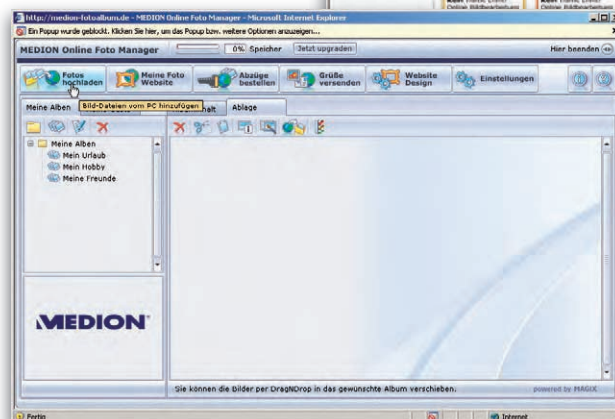 http://medion-fotoalbum.de - MEDION Online Foto Manager - Microsoft Internet Explorer
Ein Popup wurde geblockt. Klicken Sie hier, um das Popup bzw. weitere Optionen anzuzeigen...
MEDION Online Foto Manager 0% Speicher Jetzt upgraden Hier beenden
Fotos hochladen
Meine Foto Website
Abzüge bestellen
Grüße versenden
Website Design
Einstellungen
Bild-Dateien vom PC hinzufügen
Meine Alben
Ablage
Meine Alben
Mein Urlaub
Mein Hobby
Meine Freunde
MEDION
Sie können die Bilder per DragNDrop in das gewünschte Album verschieben. powered by MAGIX
Fertig Internet